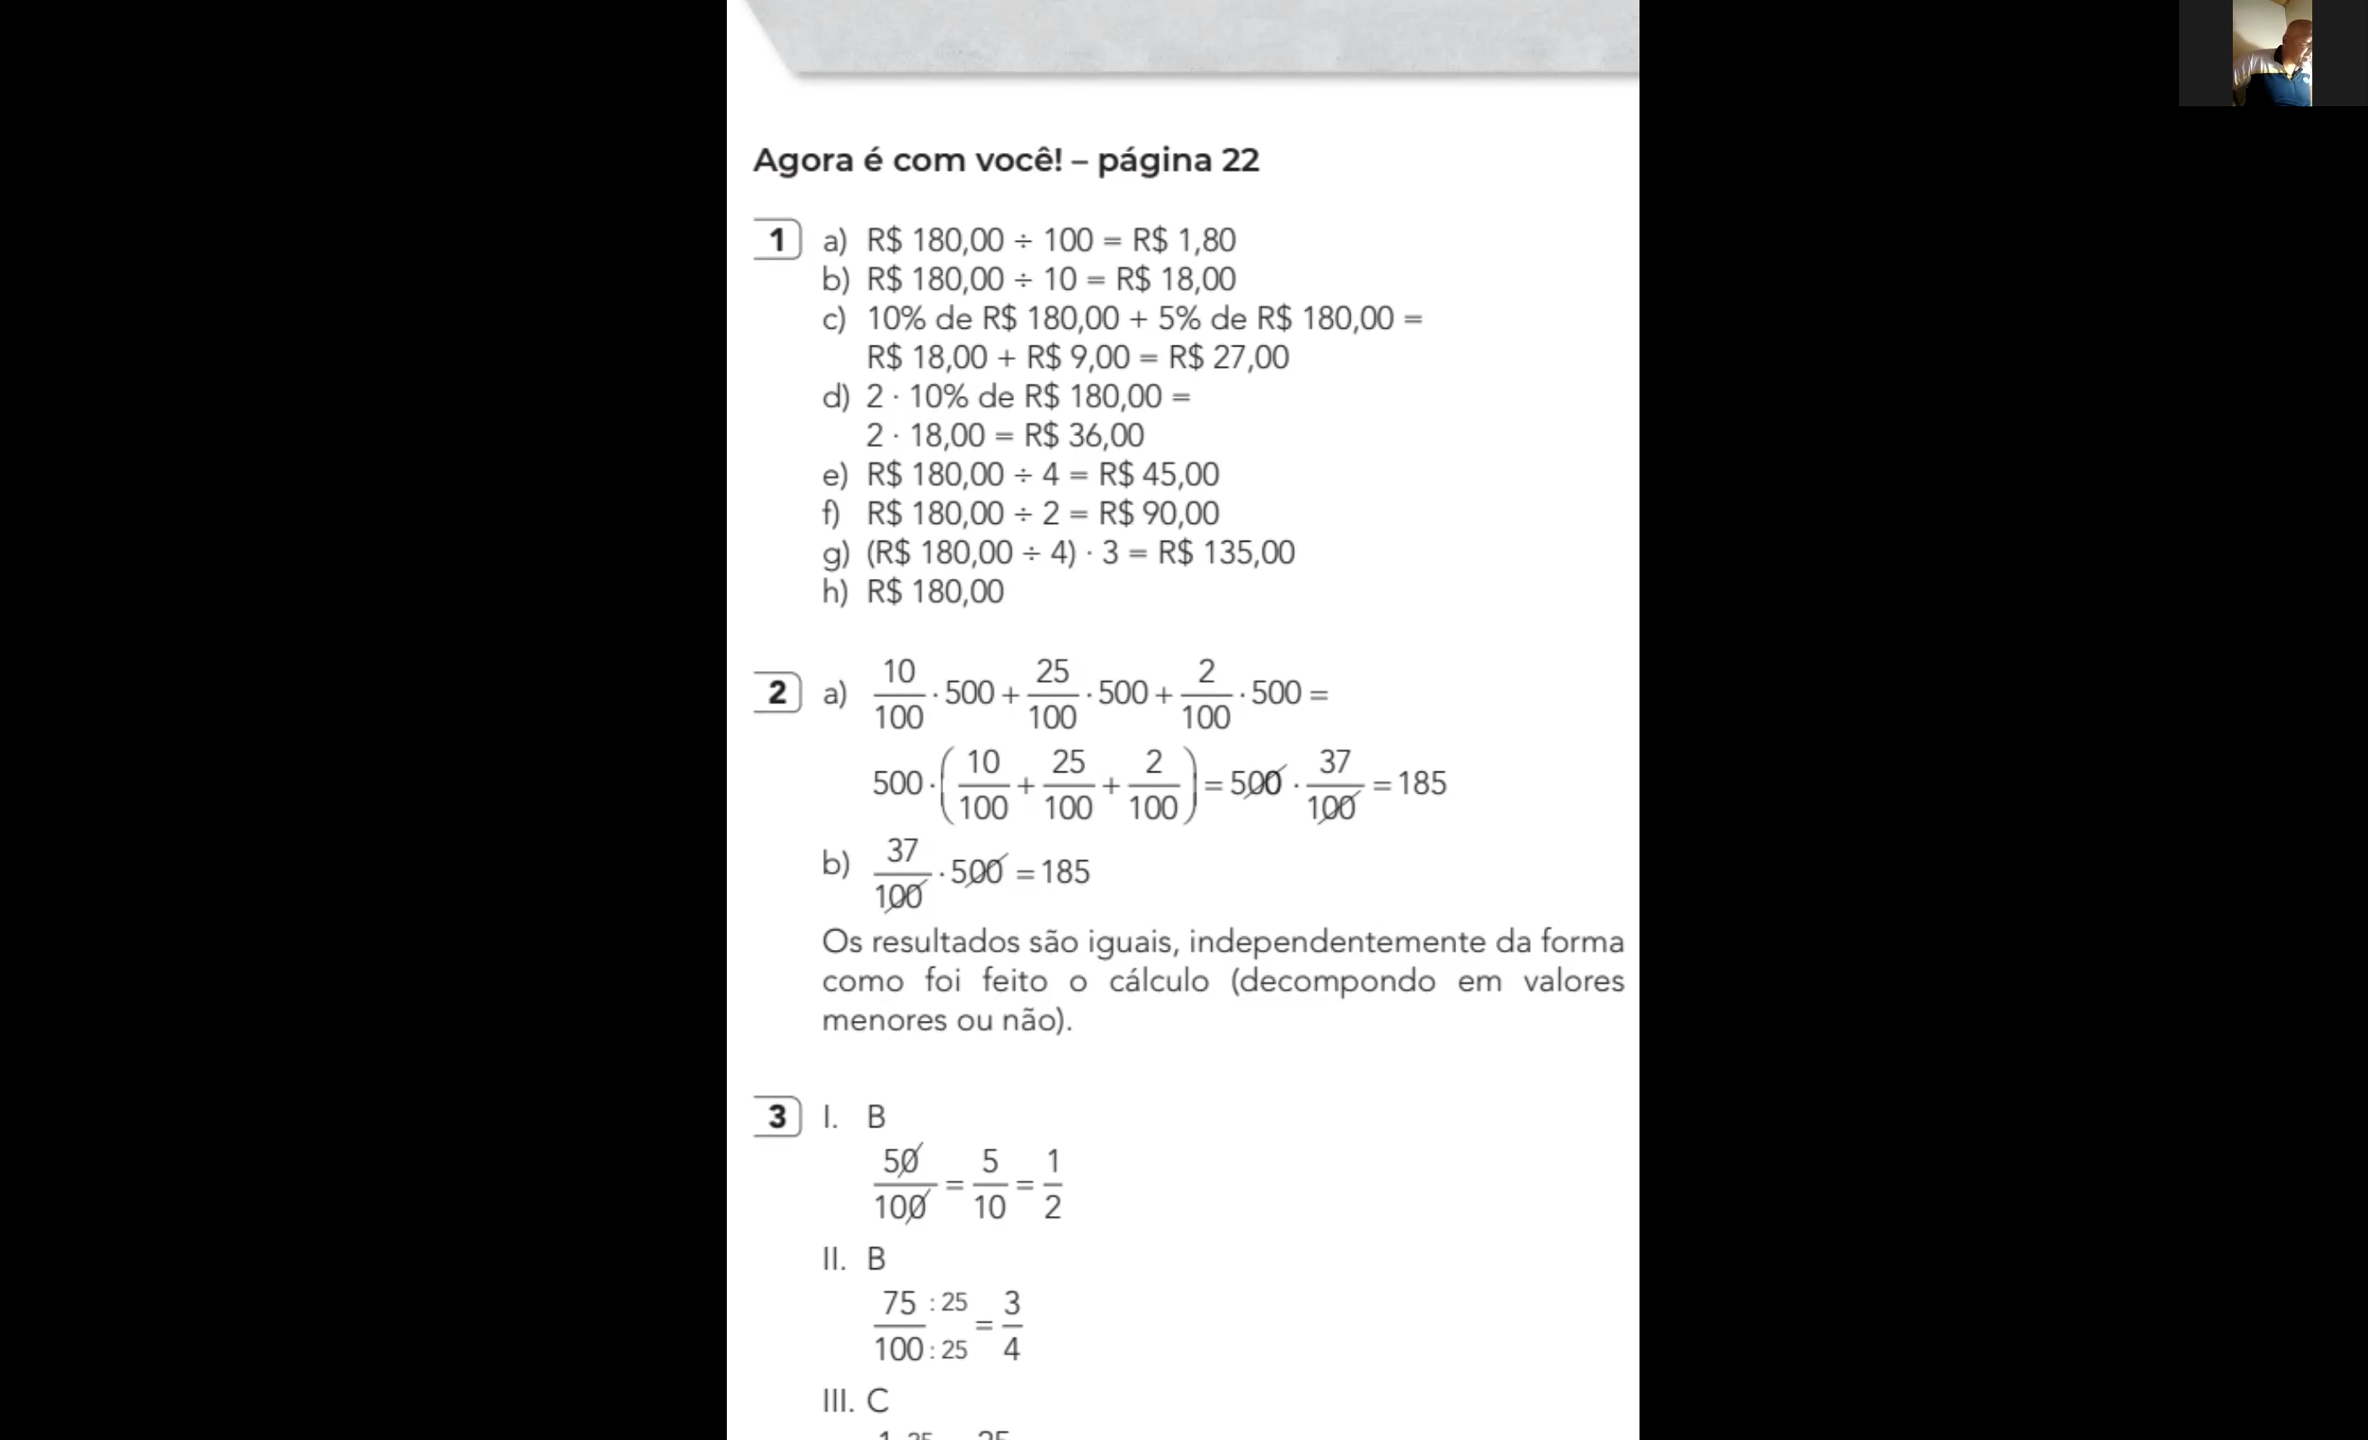 Agora é com você! – página 22
1 a) R$ 180,00 ÷ 100 = R$ 1,80
b) R$ 180,00 ÷ 10 = R$ 18,00
c) 10% de R$ 180,00 + 5% de R$ 180,00 =
R$ 18,00 + R$ 9,00 = R$ 27,00
d) 2 · 10% de R$ 180,00 =
2 · 18,00 = R$ 36,00
e) R$ 180,00 ÷ 4 = R$ 45,00
f) R$ 180,00 ÷ 2 = R$ 90,00
g) (R$ 180,00 ÷ 4) · 3 = R$ 135,00
h) R$ 180,00
2 a) 10/100 · 500 + 25/100 · 500 + 2/100 · 500 =
500 · (10/100 + 25/100 + 2/100) = 500 · 37/100 = 185
b) 37/100 · 500 = 185
Os resultados são iguais, independentemente da forma
como foi feito o cálculo (decompondo em valores
menores ou não).
3 I. B
50/100 = 5/10 = 1/2
II. B
75 : 25/100 : 25 = 3/4
III. C